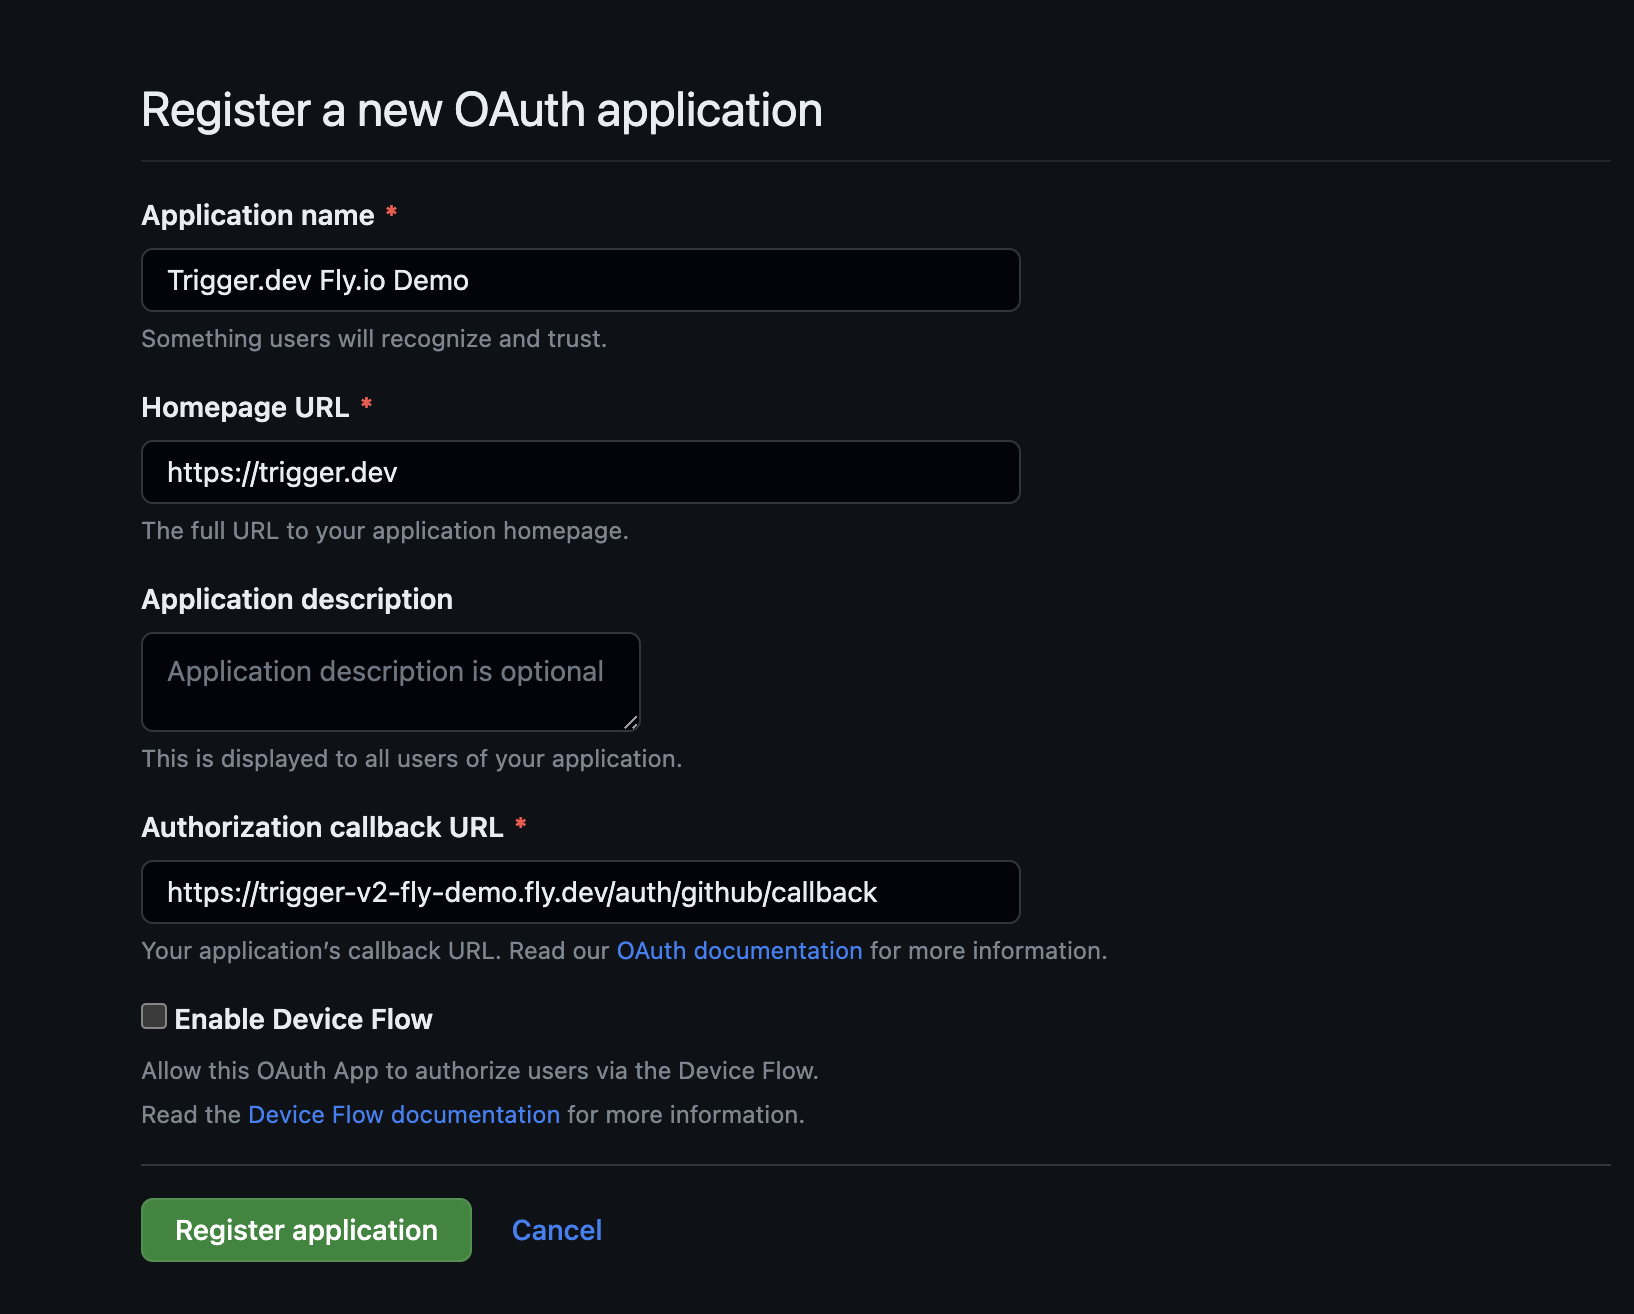 Register a new OAuth application
Application name *
Trigger.dev Fly.io Demo
Something users will recognize and trust.
Homepage URL *
https://trigger.dev
The full URL to your application homepage.
Application description
Application description is optional
This is displayed to all users of your application.
Authorization callback URL *
https://trigger-v2-fly-demo.fly.dev/auth/github/callback
Your application’s callback URL. Read our OAuth documentation for more information.
Enable Device Flow
Allow this OAuth App to authorize users via the Device Flow.
Read the Device Flow documentation for more information.
Register application Cancel